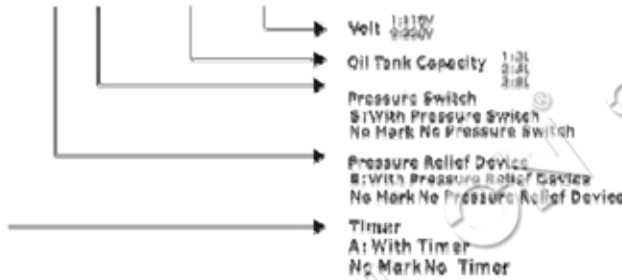 Volt 1:110V
2:220V
Oil Tank Capacity 1:3L
2:4L
3:8L
Pressure Switch
S:With Pressure Switch
No Mark No Pressure Switch
Pressure Relief Device
B:With Pressure Relief Device
No Mark No Pressure Relief Device
Timer
A: With Timer
No Mark No Timer